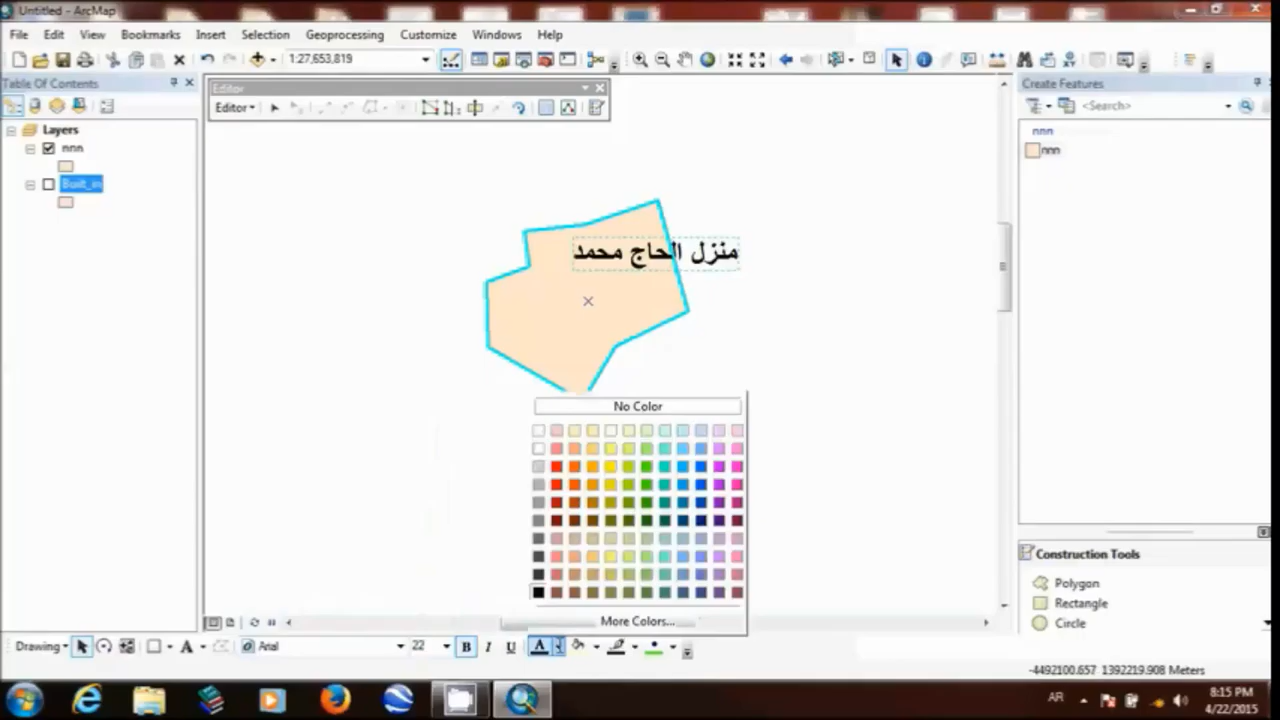 Untitled - ArcMap
File Edit View Bookmarks Insert Selection Geoprocessing Customize Windows Help
1:27,653,819
Table Of Contents
Layers
nnn
Editor
Editor
Create Features
<Search>
nnn
nnn
منزل الحاج محمد
No Color
More Colors...
Construction Tools
Polygon
Rectangle
Circle
Drawing A Arial 22 B I U A
-4492100.657 1392219.908 Meters
AR
8:15 PM
4/22/2015